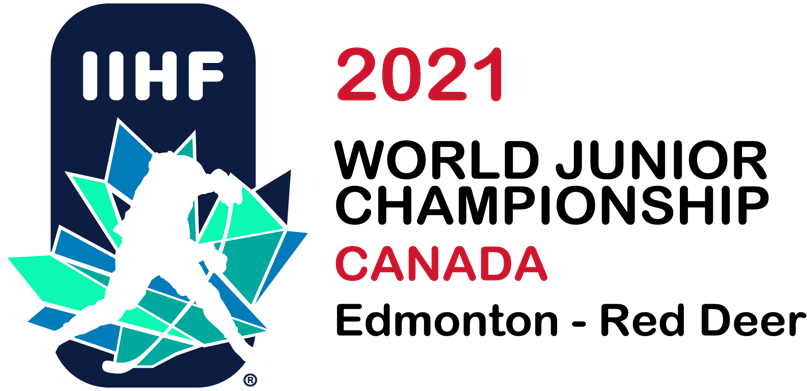 IIHF
2021
WORLD JUNIOR
CHAMPIONSHIP
CANADA
Edmonton - Red Deer
®